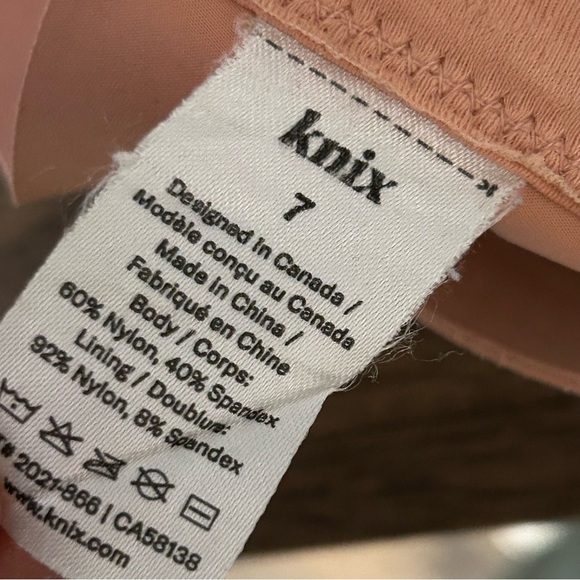 knix
7
Designed in Canada /
Modèle conçu au Canada
Made in China /
Fabriqué en Chine
Body / Corps:
60% Nylon, 40% Spandex
Lining / Doublure:
92% Nylon, 8% Spandex
# 2021-866 | CA58138
www.knix.com